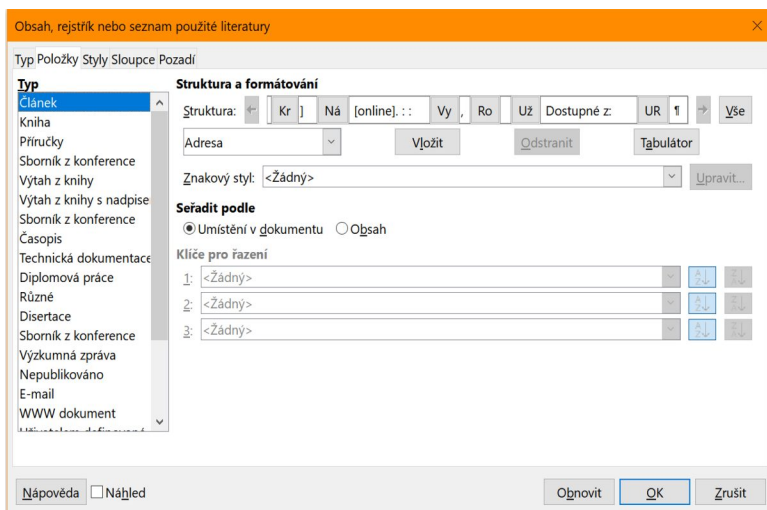 Obsah, rejstřík nebo seznam použité literatury
Typ Položky Styly Sloupce Pozadí
Typ
Článek
Kniha
Příručky
Sborník z konference
Výtah z knihy
Výtah z knihy s nadpise
Sborník z konference
Časopis
Technická dokumentace
Diplomová práce
Různé
Disertace
Sborník z konference
Výzkumná zpráva
Nepublikováno
E-mail
WWW dokument
Struktura a formátování
Struktura: [ Kr ] Ná [online]. : : Vy , Ro Už Dostupné z: UR ¶ Vše
Adresa Vložit Odstranit Tabulátor
Znakový styl: <Žádný> Upravit...
Seřadit podle
Umístění v dokumentu Obsah
Klíče pro řazení
1: <Žádný>
2: <Žádný>
3: <Žádný>
Nápověda Náhled Obnovit OK Zrušit